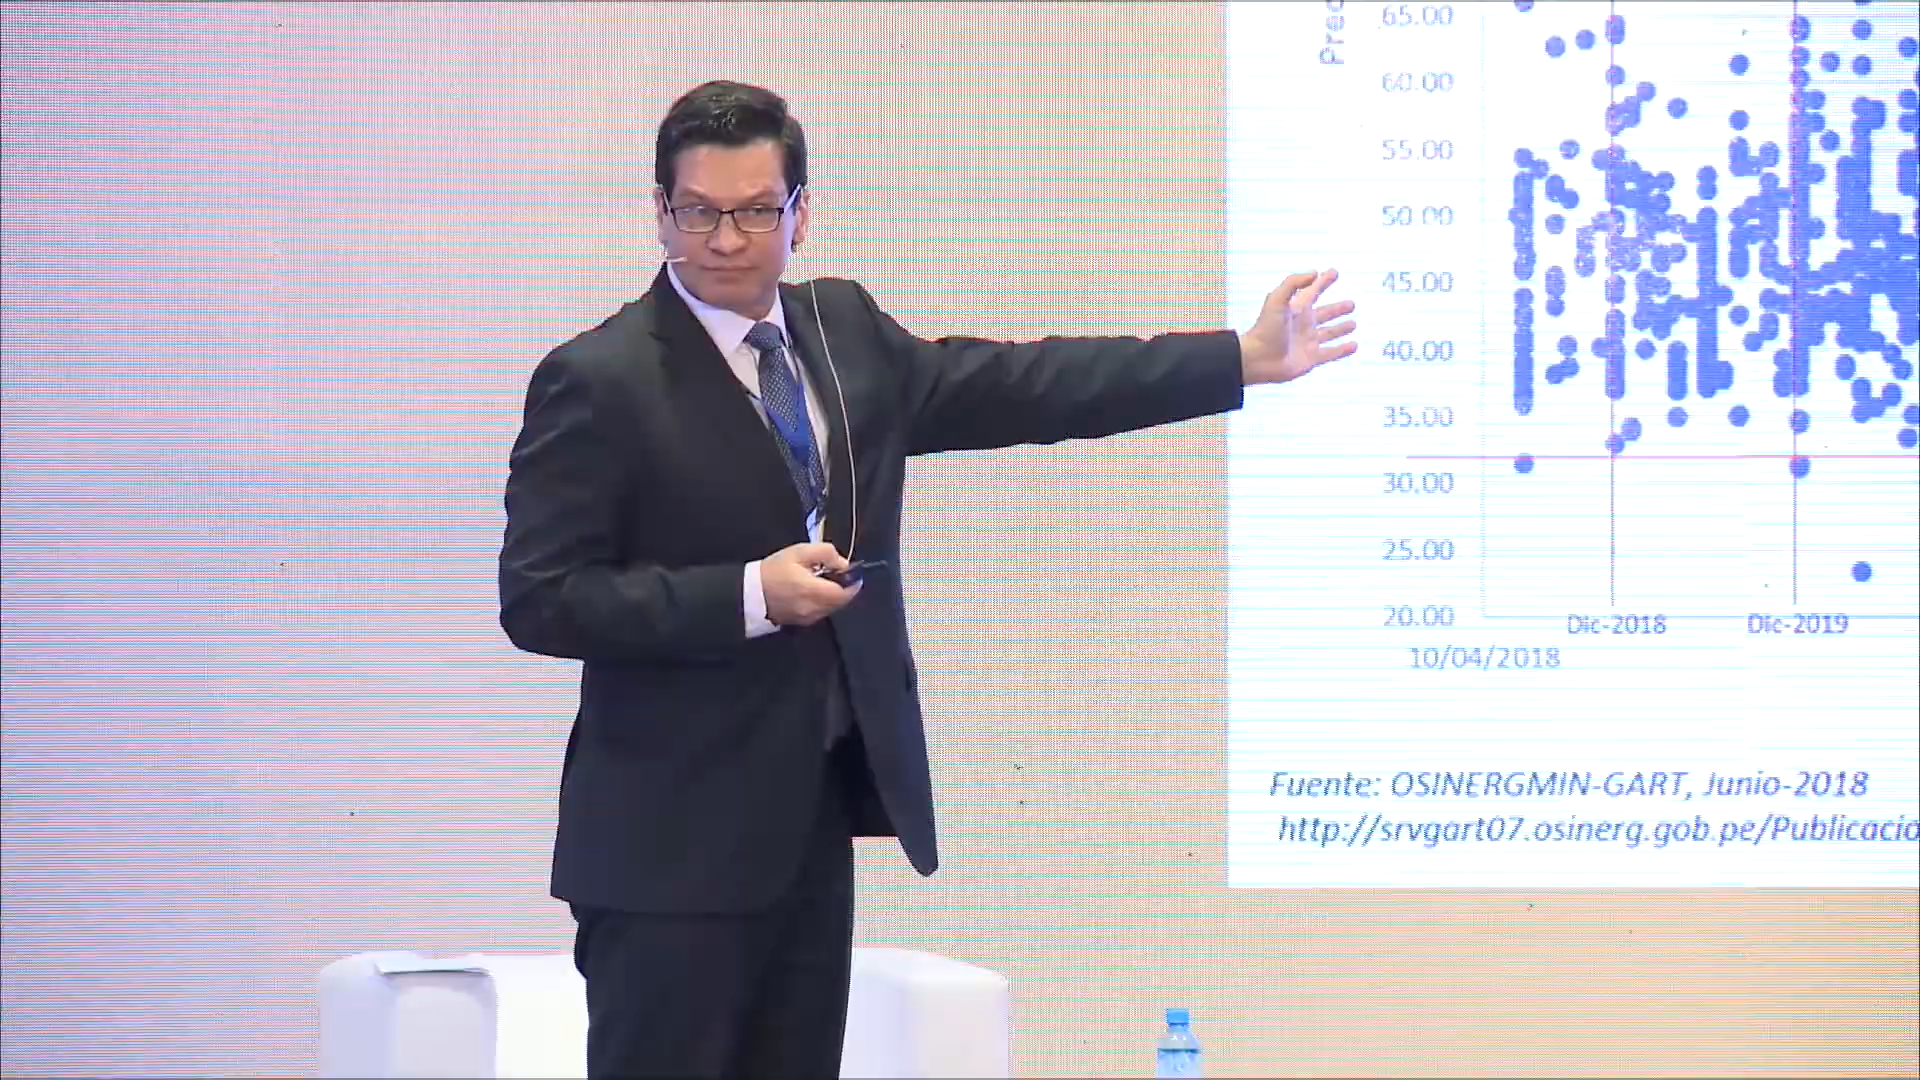 Prec
65.00
60.00
55.00
50.00
45.00
40.00
35.00
30.00
25.00
20.00
Dic-2018 Dic-2019
10/04/2018
Fuente: OSINERGMIN-GART, Junio-2018
http://srvgart07.osinerg.gob.pe/Publicacio